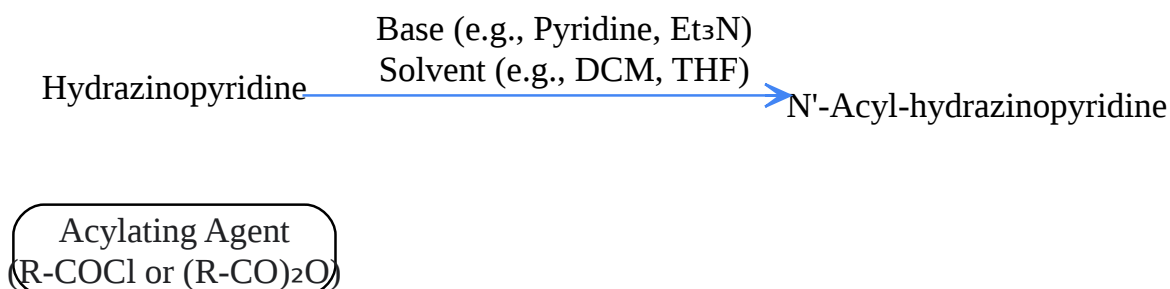 Base (e.g., Pyridine, Et₃N)
Solvent (e.g., DCM, THF)
Hydrazinopyridine
N'-Acyl-hydrazinopyridine
Acylating Agent
(R-COCl or (R-CO)₂O)